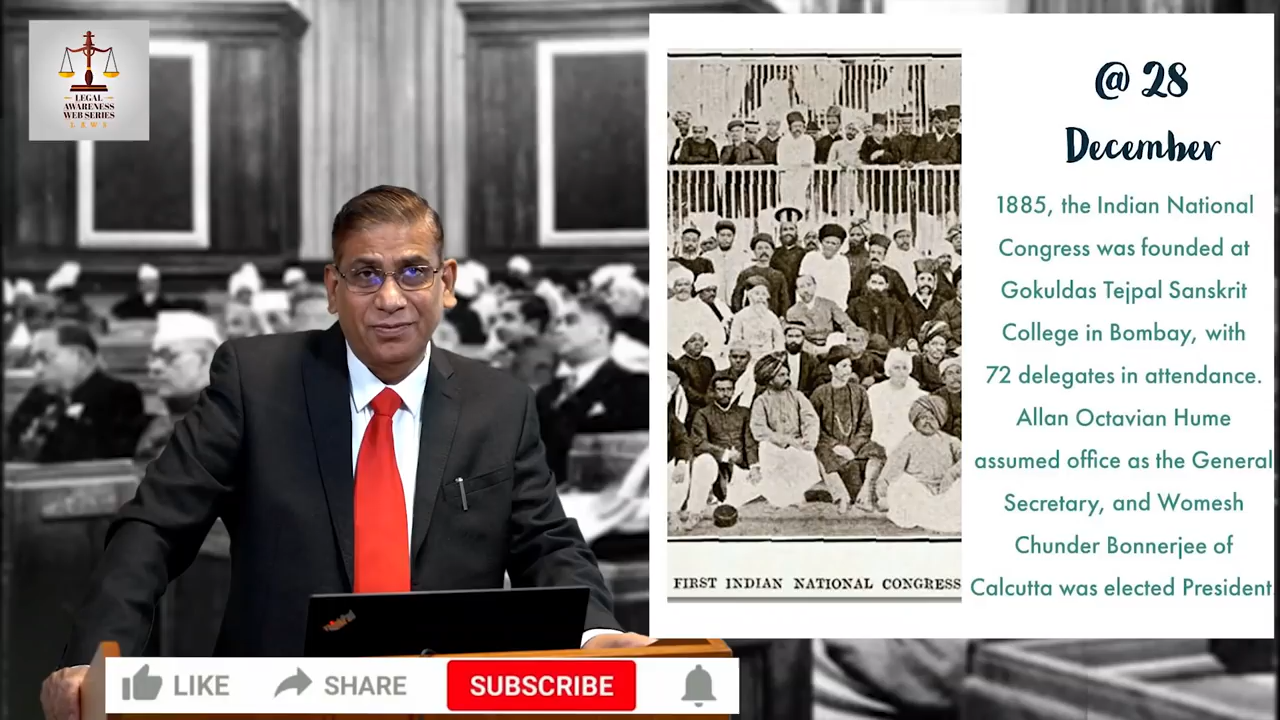 LEGAL
AWARENESS
WEB SERIES
L E W S
@ 28
December
1885, the Indian National
Congress was founded at
Gokuldas Tejpal Sanskrit
College in Bombay, with
72 delegates in attendance.
Allan Octavian Hume
assumed office as the General
Secretary, and Womesh
Chunder Bonnerjee of
Calcutta was elected President
FIRST INDIAN NATIONAL CONGRESS
LIKE
SHARE
SUBSCRIBE